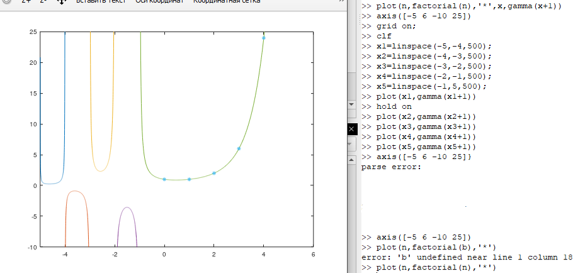 Z+ Z- Вставить текст Оси координат Координатная сетка
25
20
15
10
5
0
-5
-10
-4 -2 0 2 4 6
>> plot(n,factorial(n),'*',x,gamma(x+1))
>> axis([-5 6 -10 25])
>> grid on;
>> clf
>> x1=linspace(-5,-4,500);
>> x2=linspace(-4,-3,500);
>> x3=linspace(-3,-2,500);
>> x4=linspace(-2,-1,500);
>> x5=linspace(-1,5,500);
>> plot(x1,gamma(x1+1))
>> hold on
>> plot(x2,gamma(x2+1))
>> plot(x3,gamma(x3+1))
>> plot(x4,gamma(x4+1))
>> plot(x5,gamma(x5+1))
>> axis([-5 6 -10 25])
parse error:
>> axis([-5 6 -10 25])
>> plot(n,factorial(b),'*')
error: 'b' undefined near line 1 column 18
>> plot(n,factorial(n),'*')